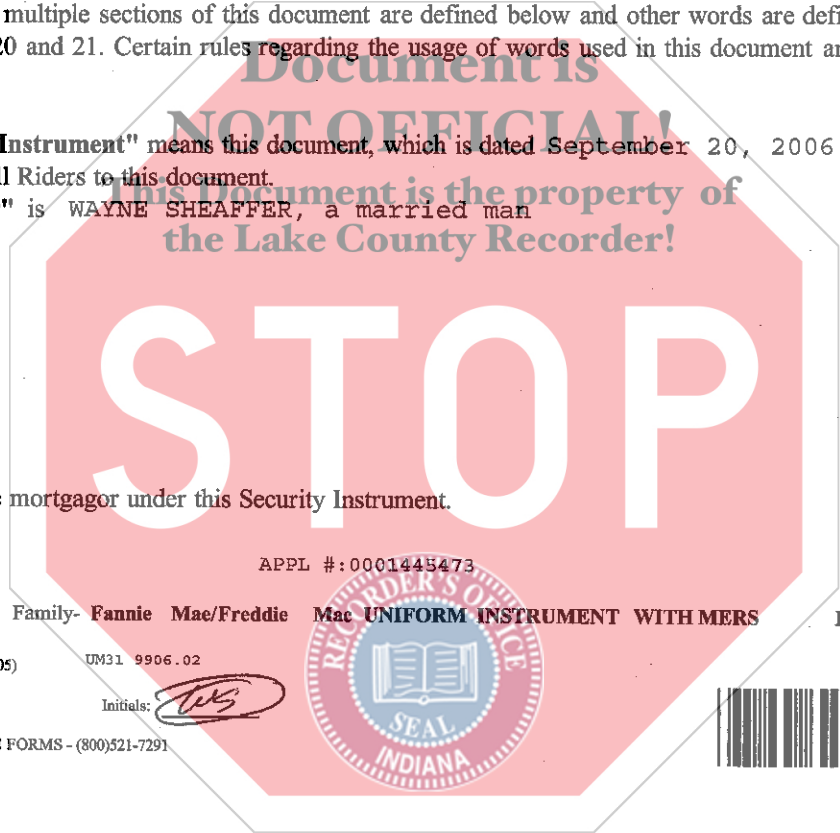 multiple sections of this document are defined below and other words are defi
20 and 21. Certain rules regarding the usage of words used in this document a
Document is
NOT OFFICIAL!
Instrument" means this document, which is dated September 20, 2006
ll Riders to this document.
This Document is the property of
" is WAYNE SHEAFFER, a married man
the Lake County Recorder!
STOP
mortgagor under this Security Instrument.
APPL #:0001445473
Family- Fannie Mae/Freddie Mac UNIFORM INSTRUMENT WITH MERS
05) UM31 9906.02
Initials:
FORMS - (800)521-7291
RECORDER'S OFFICE
SEAL
INDIANA